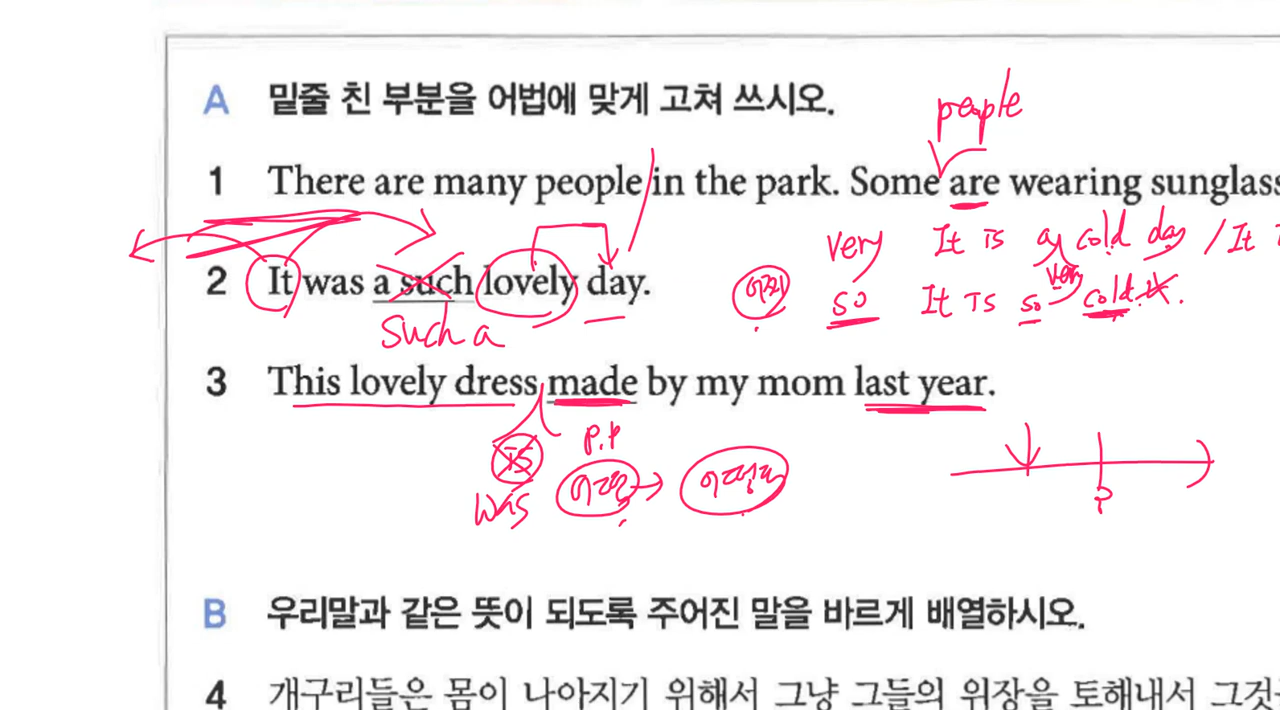 A 밑줄 친 부분을 어법에 맞게 고쳐 쓰시오.
people
1 There are many people in the park. Some are wearing sunglass
very It is a cold day / It
2 It was a such lovely day.
so It is so very cold.
such a
3 This lovely dress made by my mom last year.
is p.p
was
B 우리말과 같은 뜻이 되도록 주어진 말을 바르게 배열하시오.
4 개구리들은 몸이 나아지기 위해서 그냥 그들의 위장을 토해내서 그것